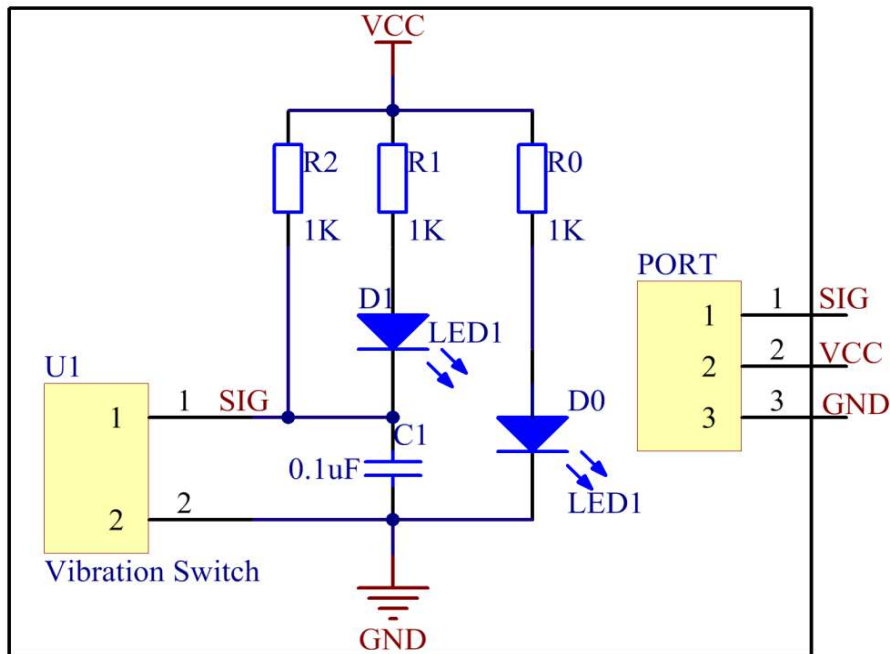 VCC
R2
R1
R0
1K
1K
1K
PORT
D1
LED1
1
1
SIG
2
2
VCC
3
3
GND
U1
1
1
SIG
D0
C1
0.1uF
LED1
2
2
Vibration Switch
GND